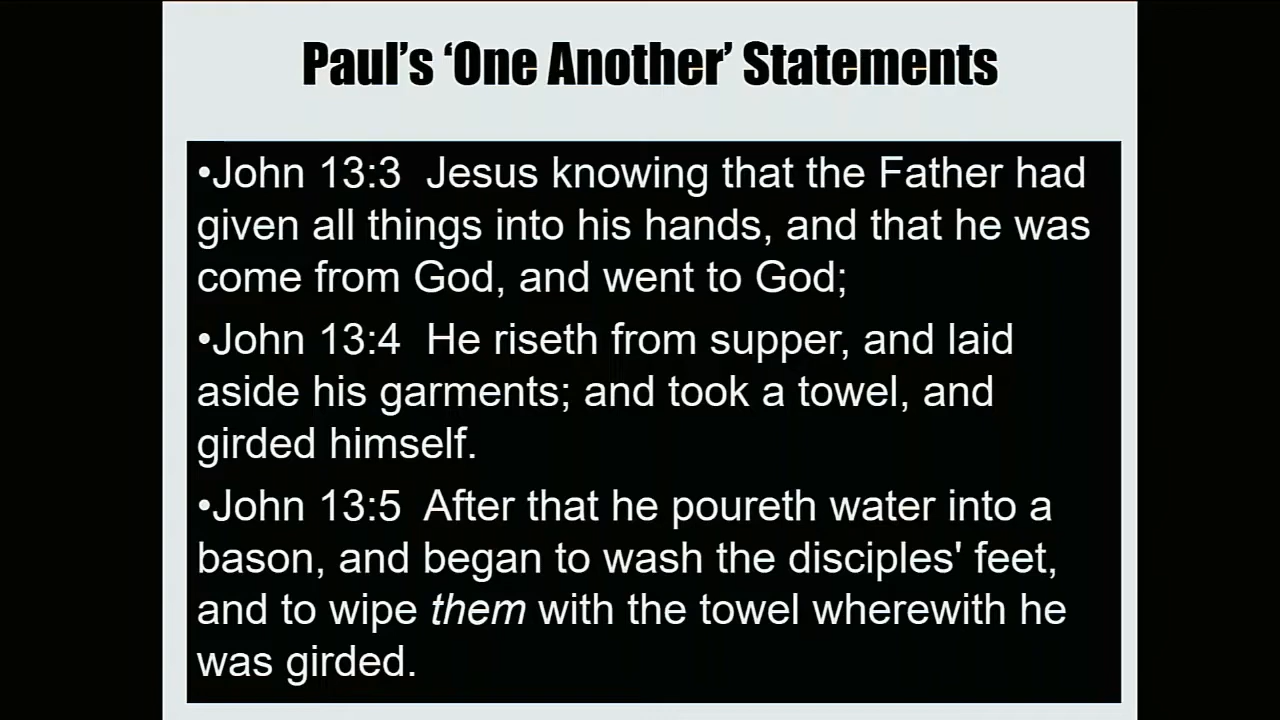 Paul’s ‘One Another’ Statements
•John 13:3  Jesus knowing that the Father had
given all things into his hands, and that he was
come from God, and went to God;
•John 13:4  He riseth from supper, and laid
aside his garments; and took a towel, and
girded himself.
•John 13:5  After that he poureth water into a
bason, and began to wash the disciples' feet,
and to wipe them with the towel wherewith he
was girded.